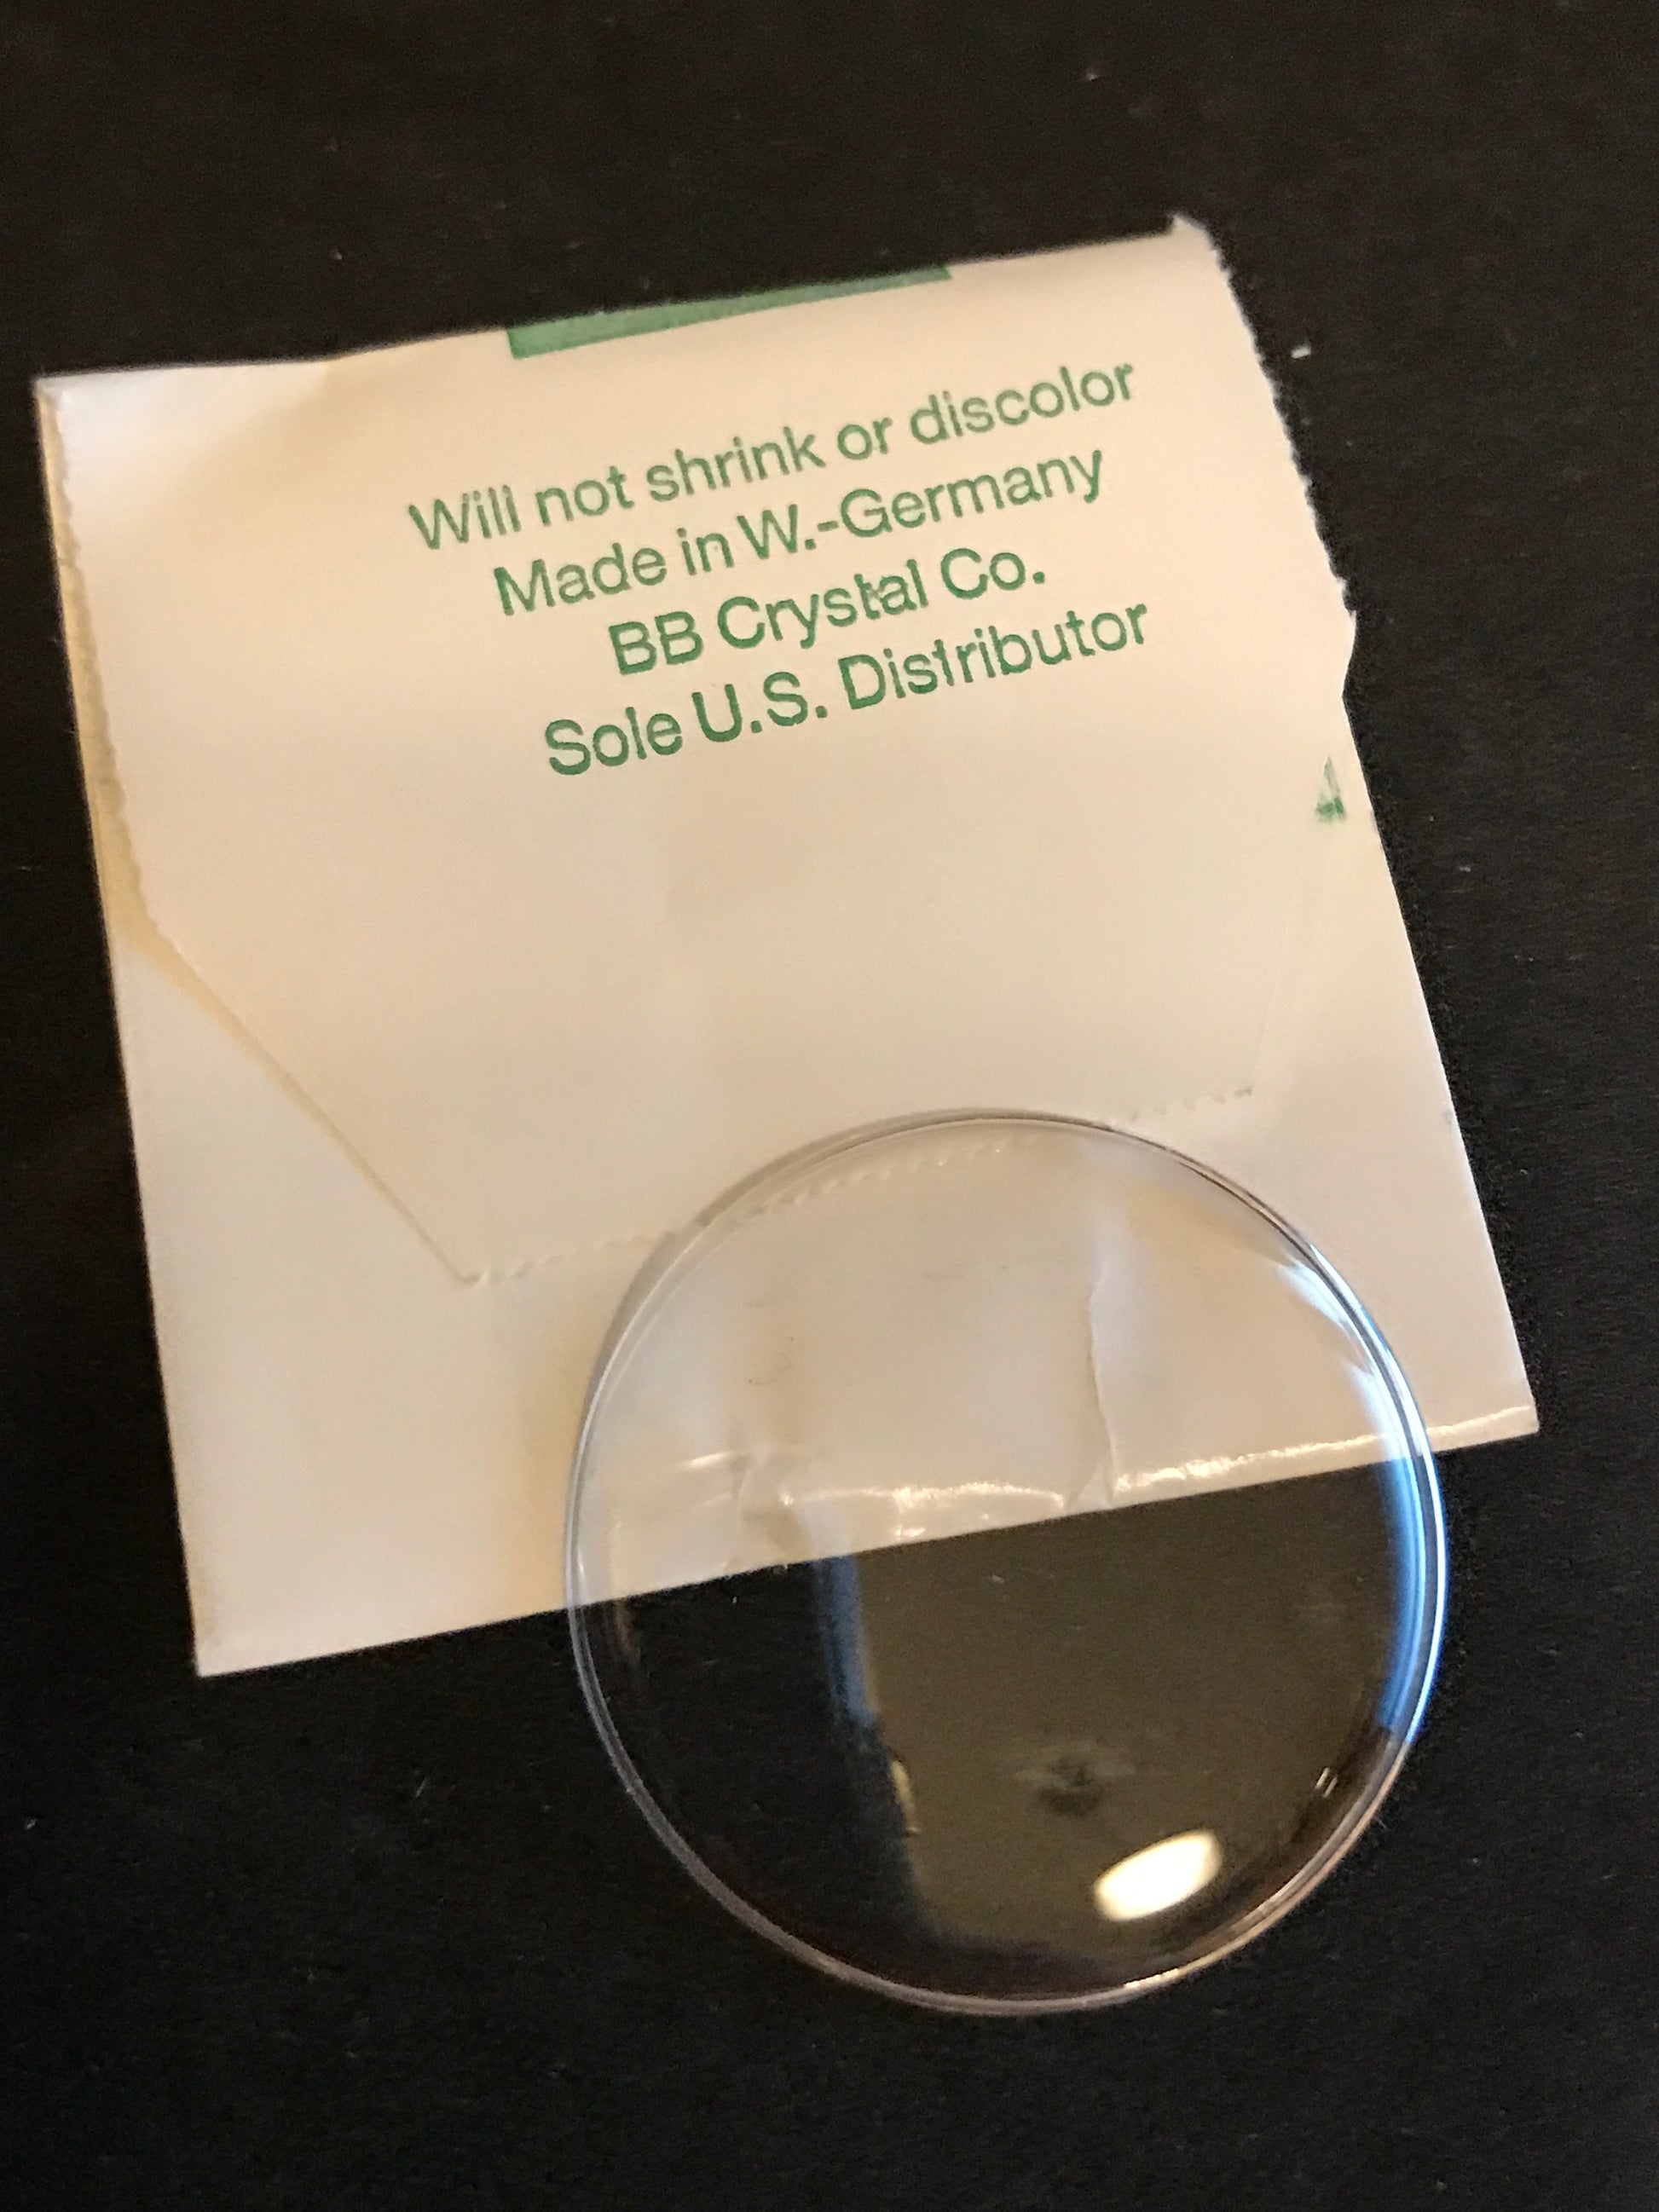 Will not shrink or discolor
Made in W.-Germany
BB Crystal Co.
Sole U.S. Distributor